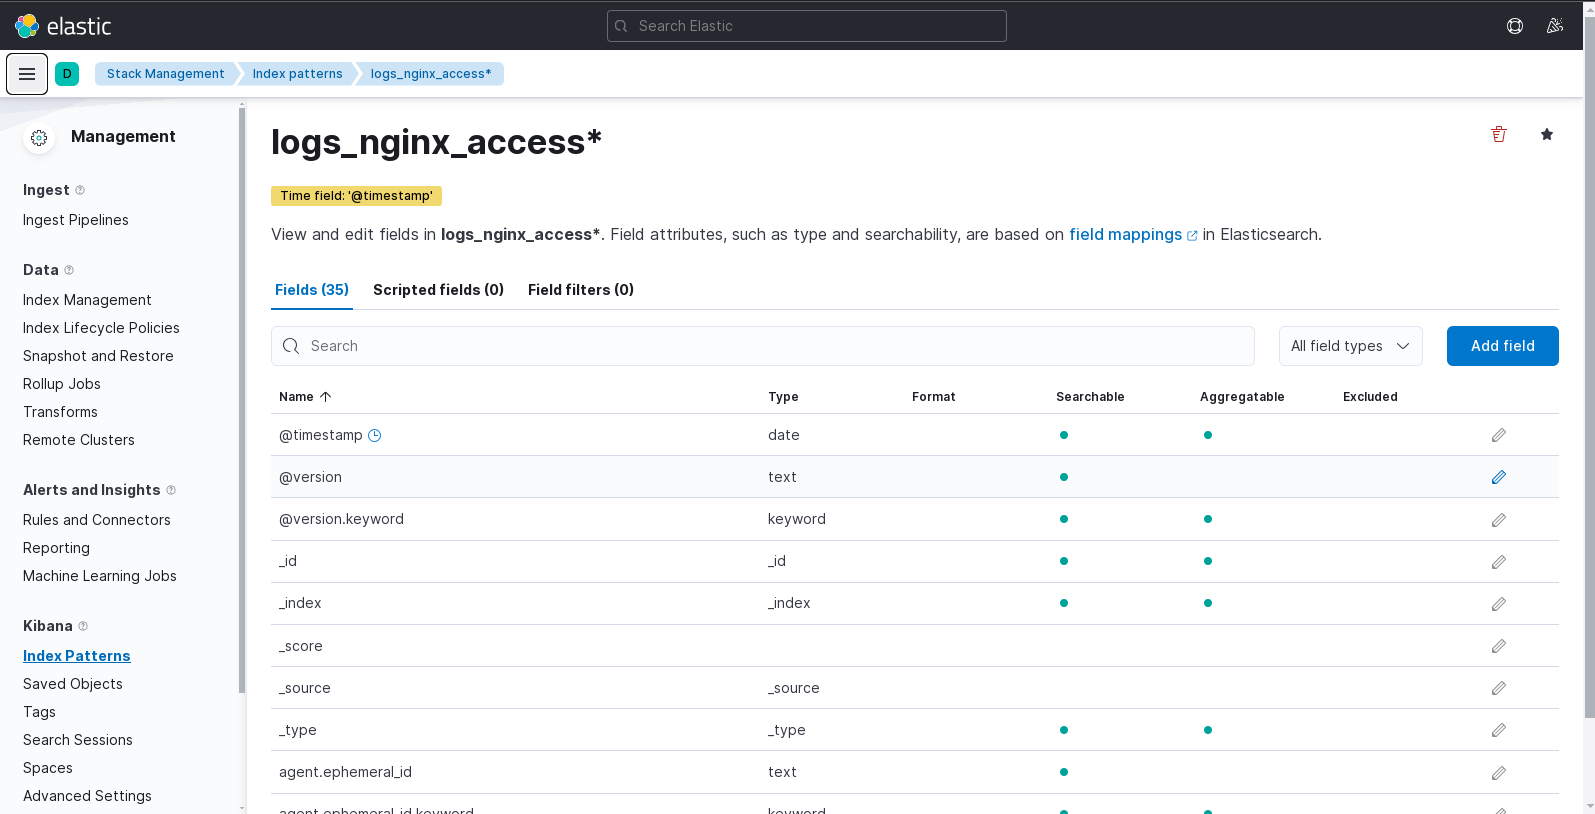 elastic
Search Elastic
D
Stack Management
Index patterns
logs_nginx_access*
Management
Ingest
Ingest Pipelines
Data
Index Management
Index Lifecycle Policies
Snapshot and Restore
Rollup Jobs
Transforms
Remote Clusters
Alerts and Insights
Rules and Connectors
Reporting
Machine Learning Jobs
Kibana
Index Patterns
Saved Objects
Tags
Search Sessions
Spaces
Advanced Settings
logs_nginx_access*
Time field: '@timestamp'
View and edit fields in logs_nginx_access*. Field attributes, such as type and searchability, are based on field mappings in Elasticsearch.
Fields (35) Scripted fields (0) Field filters (0)
Search All field types Add field
Name Type Format Searchable Aggregatable Excluded
@timestamp date
@version text
@version.keyword keyword
_id _id
_index _index
_score
_source _source
_type _type
agent.ephemeral_id text
agent.ephemeral_id.keyword keyword